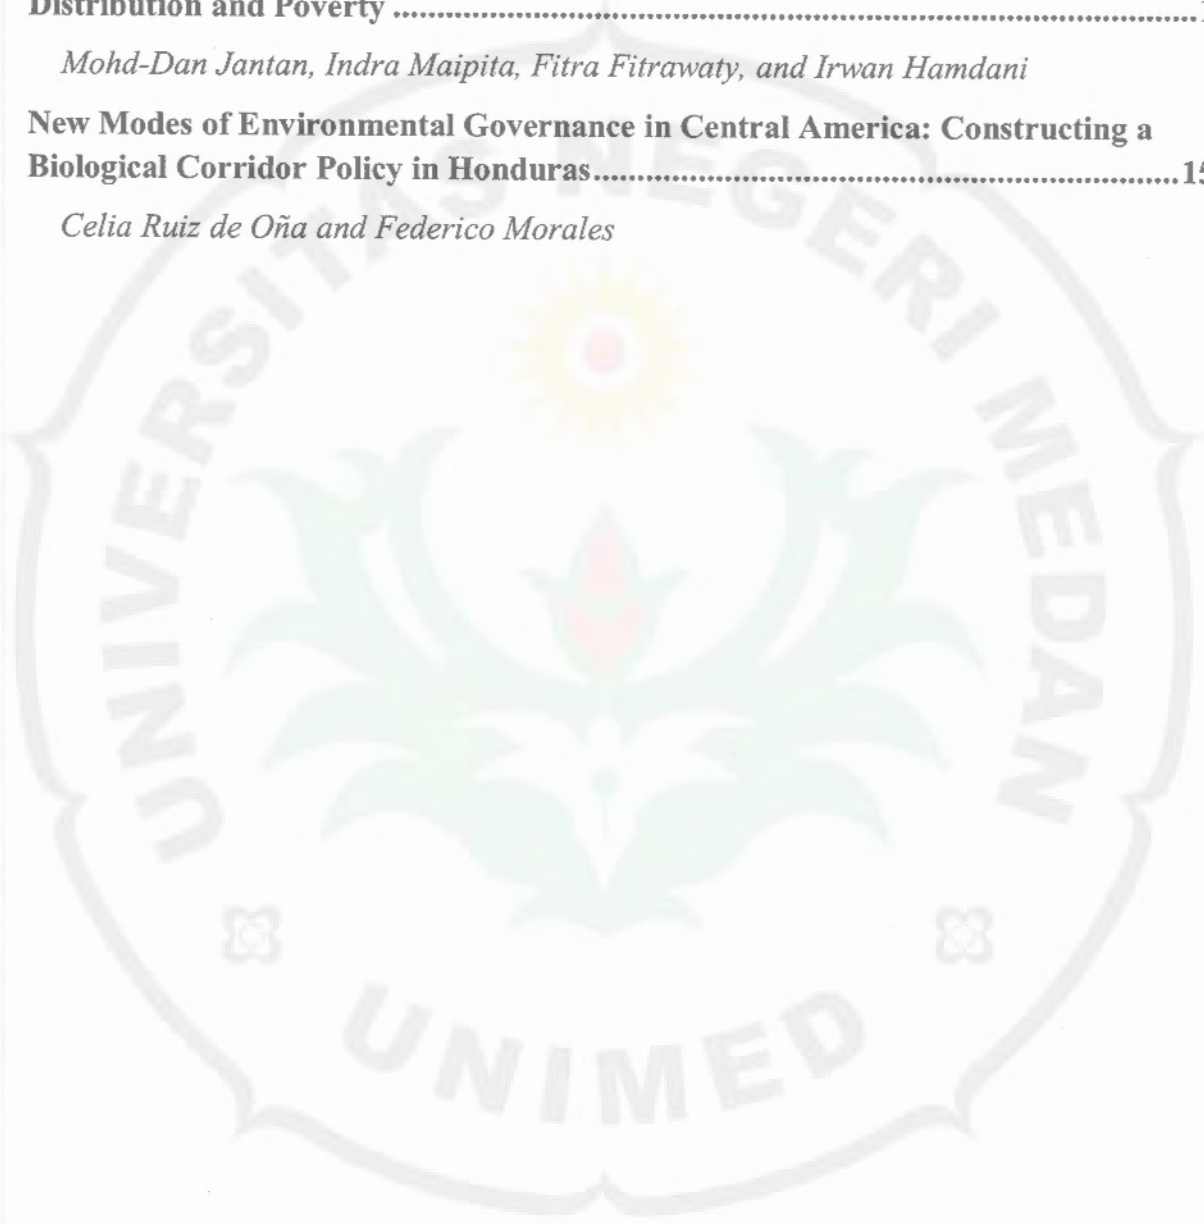 Distribution and Poverty ................................................................................................
Mohd-Dan Jantan, Indra Maipita, Fitra Fitrawaty, and Irwan Hamdani
New Modes of Environmental Governance in Central America: Constructing a
Biological Corridor Policy in Honduras........................................................................15
Celia Ruiz de Oña and Federico Morales
UNIVERSITAS NEGERI MEDAN
UNIMED